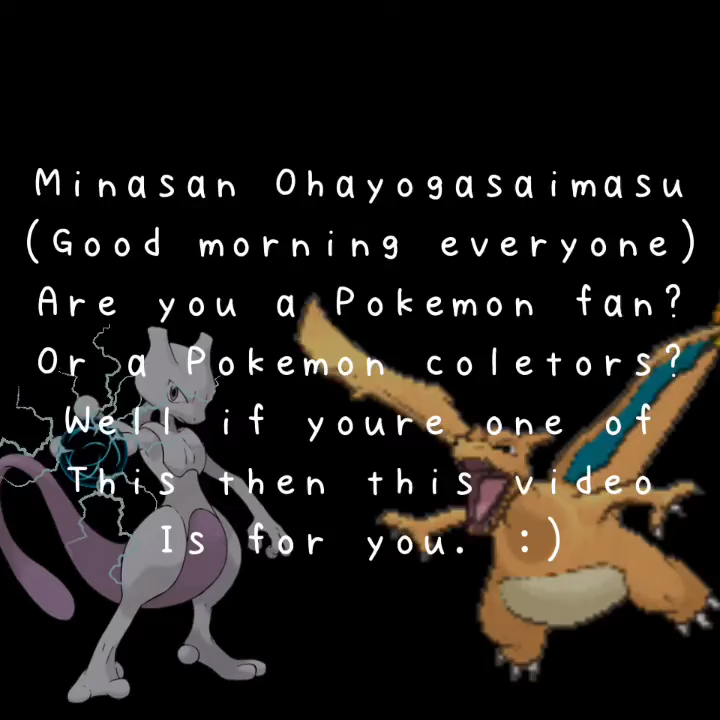 Minasan Ohayogasaimasu
(Good morning everyone)
Are you a Pokemon fan?
Or a Pokemon coletors?
Well if youre one of
This then this video
Is for you. :)